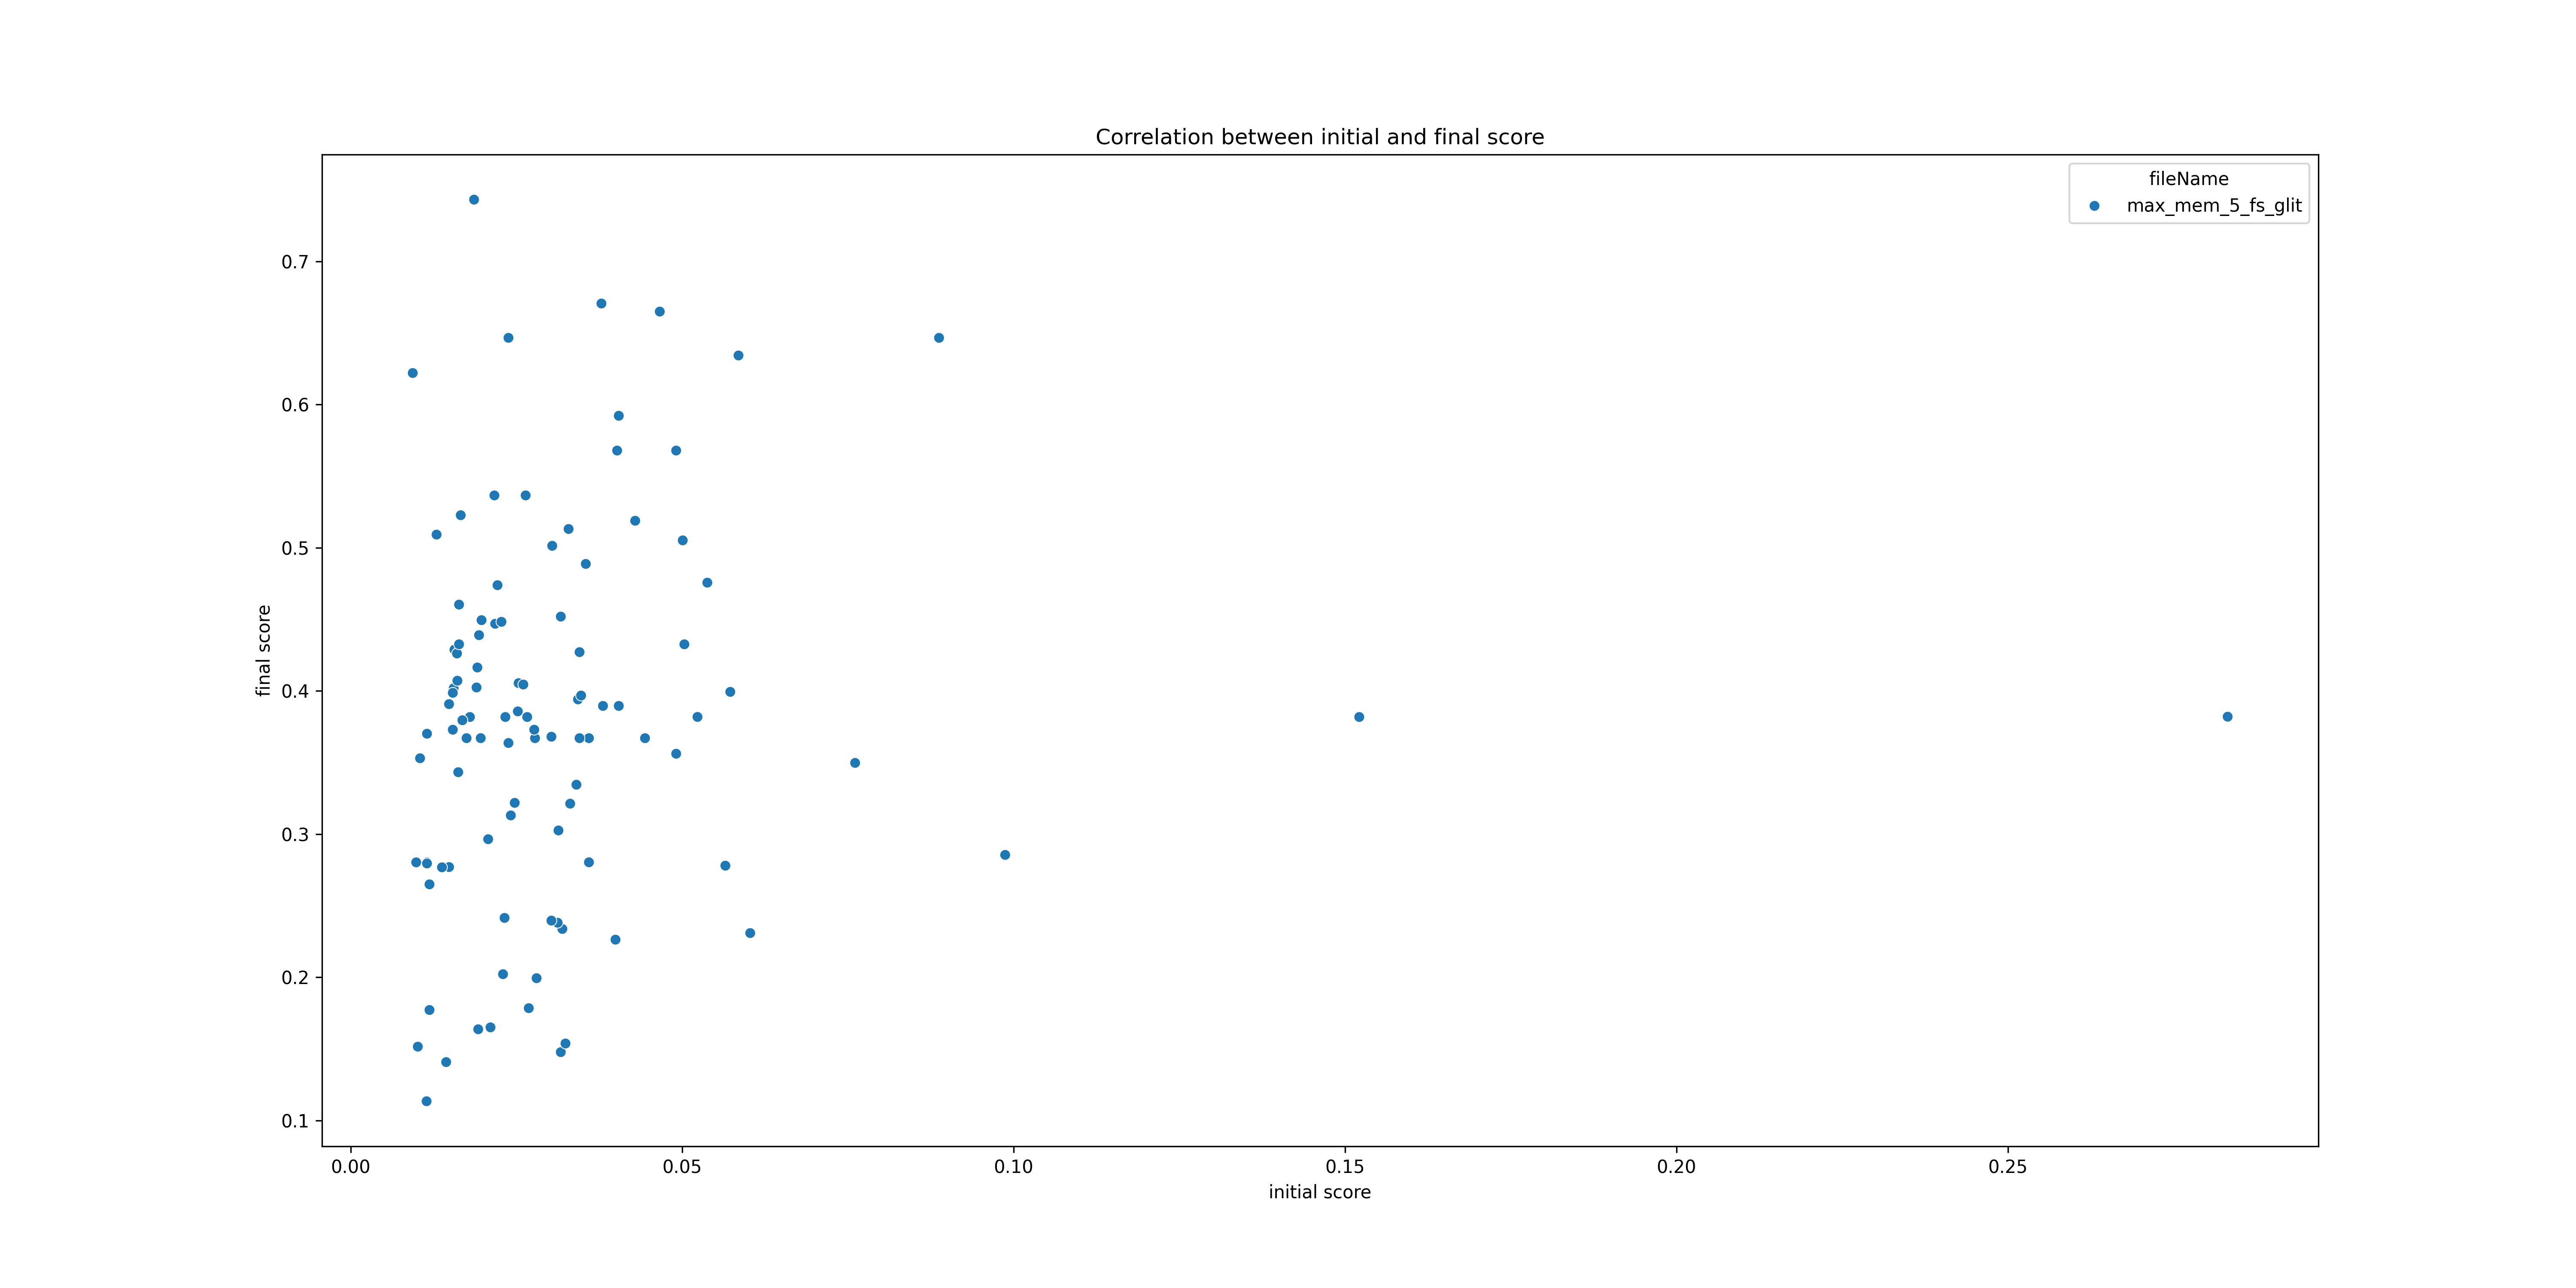 Correlation between initial and final score
fileName
max_mem_5_fs_glit
0.7
0.6
0.5
0.4
0.3
0.2
0.1
final score
0.00 0.05 0.10 0.15 0.20 0.25
initial score